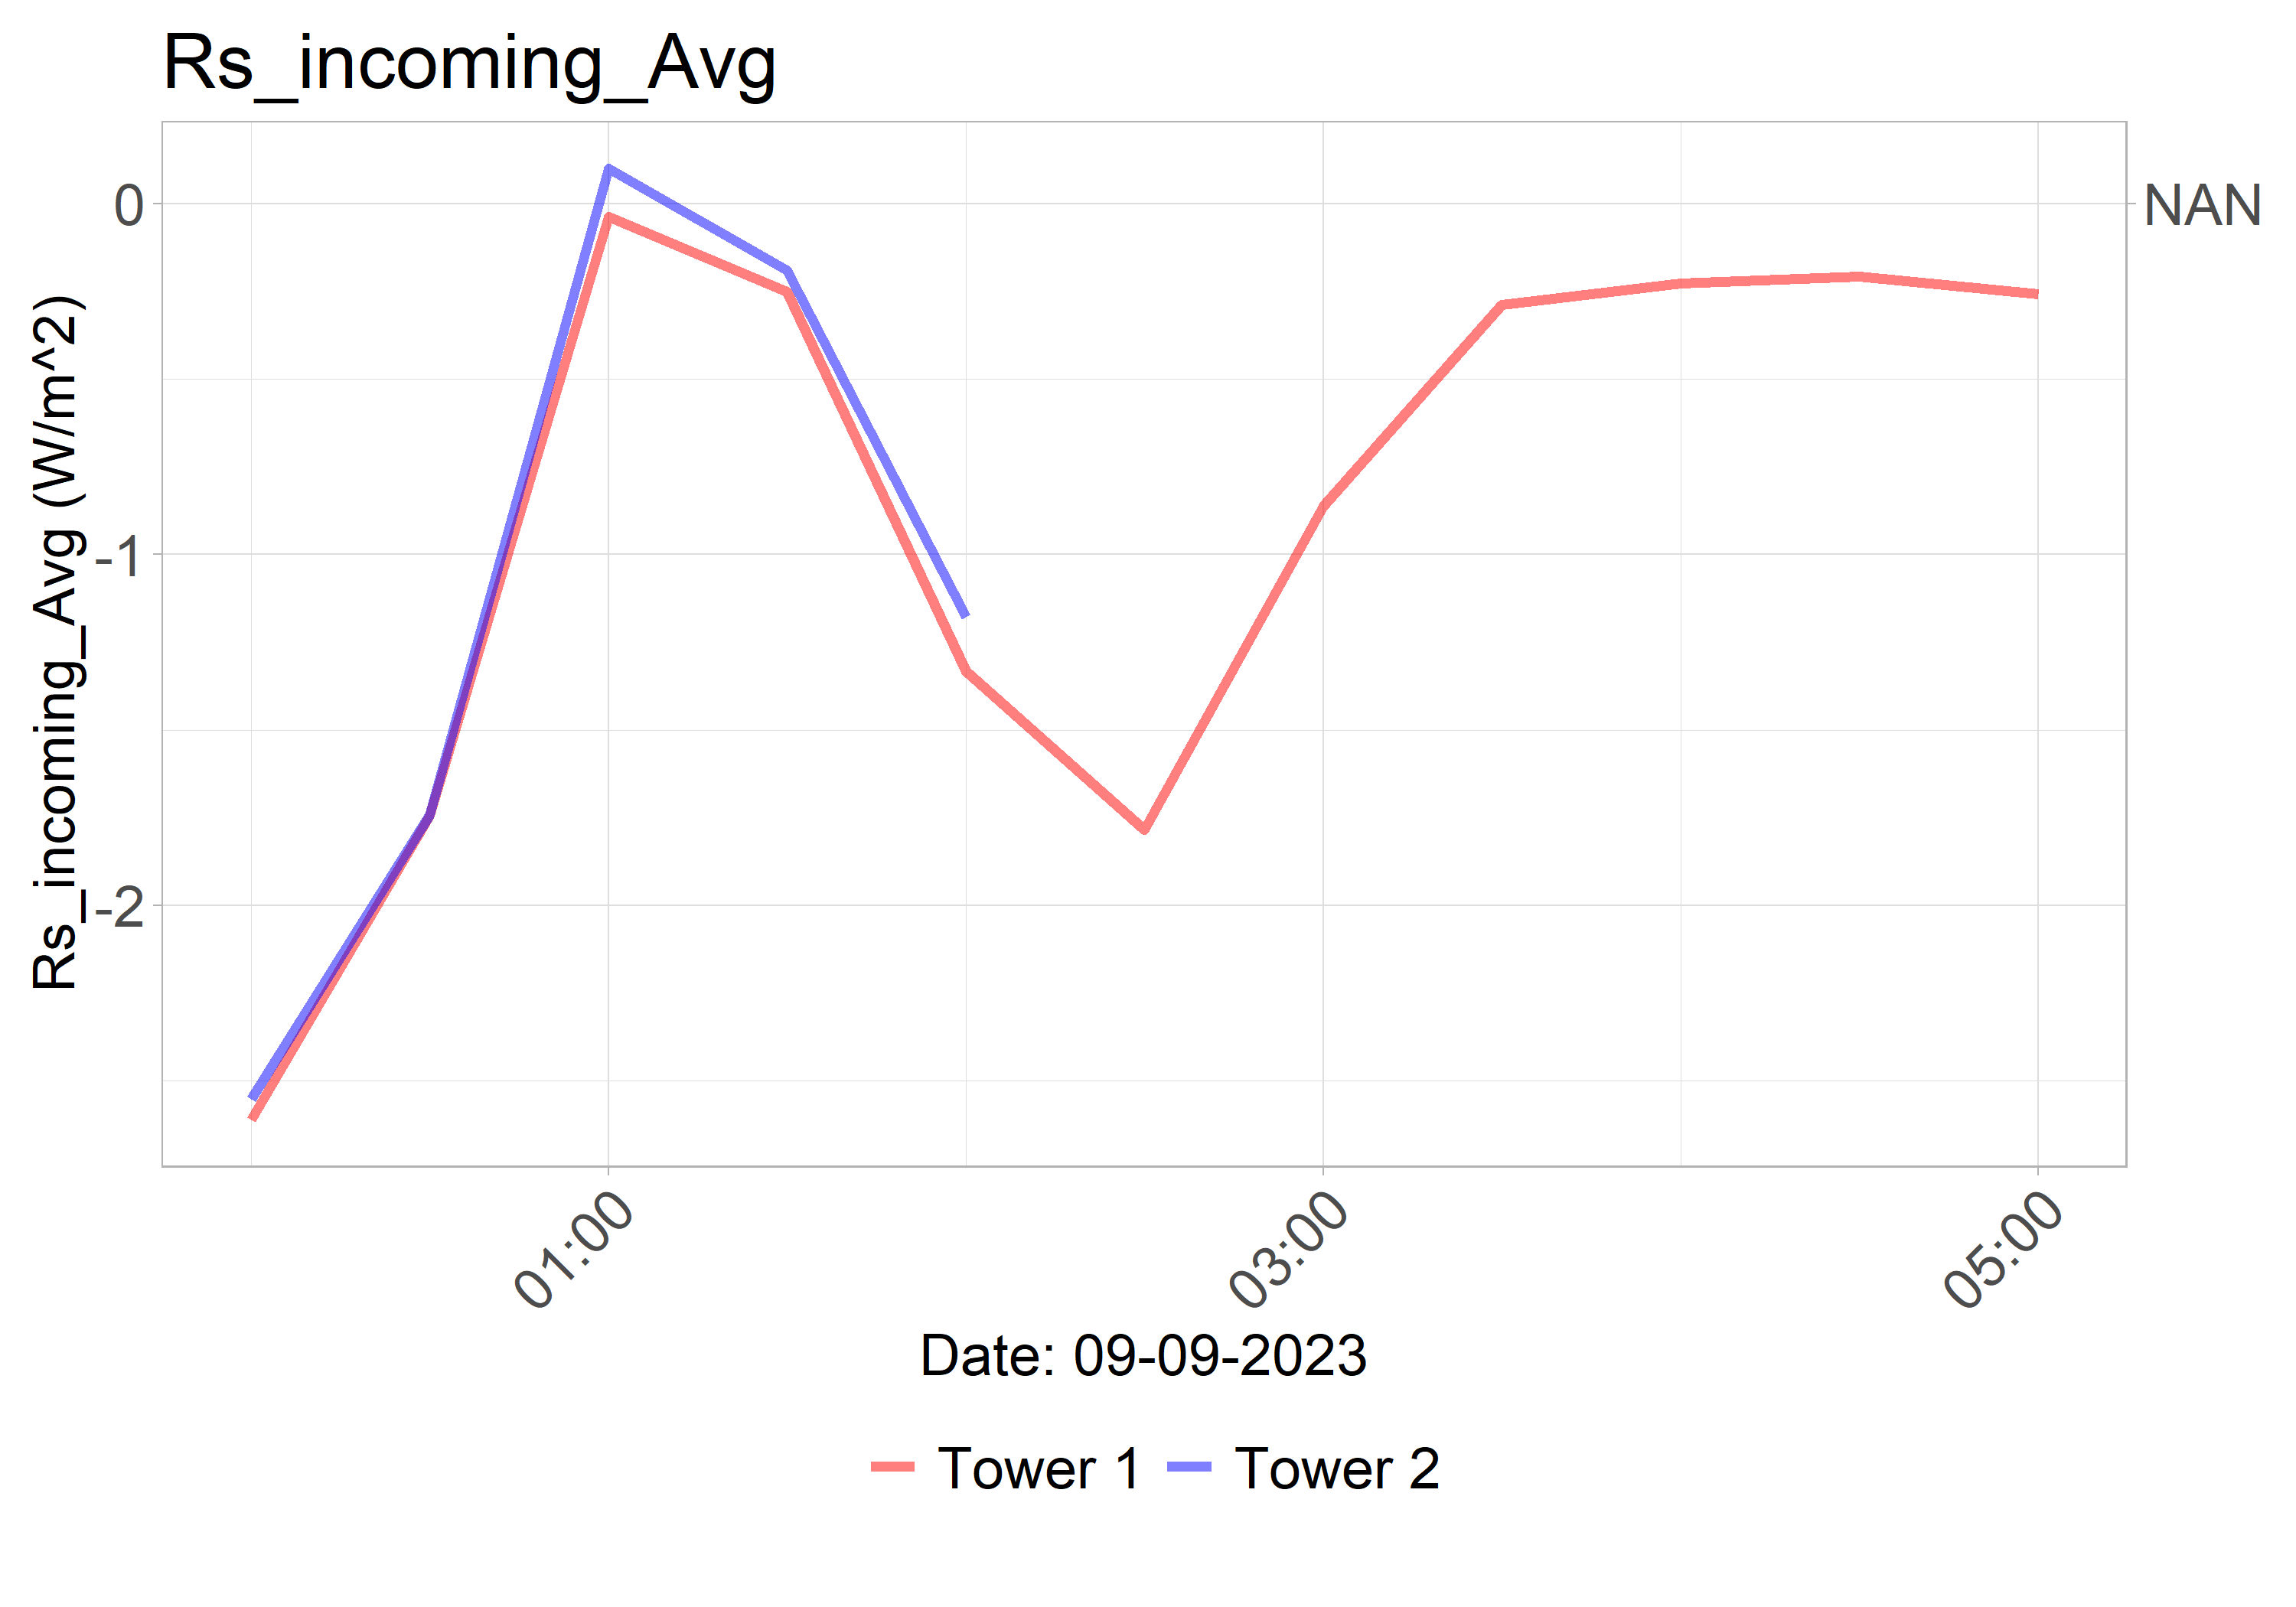 Rs_incoming_Avg
Rs_incoming_Avg (W/m^2)
0
-1
-2
NAN
01:00
03:00
05:00
Date: 09-09-2023
Tower 1
Tower 2